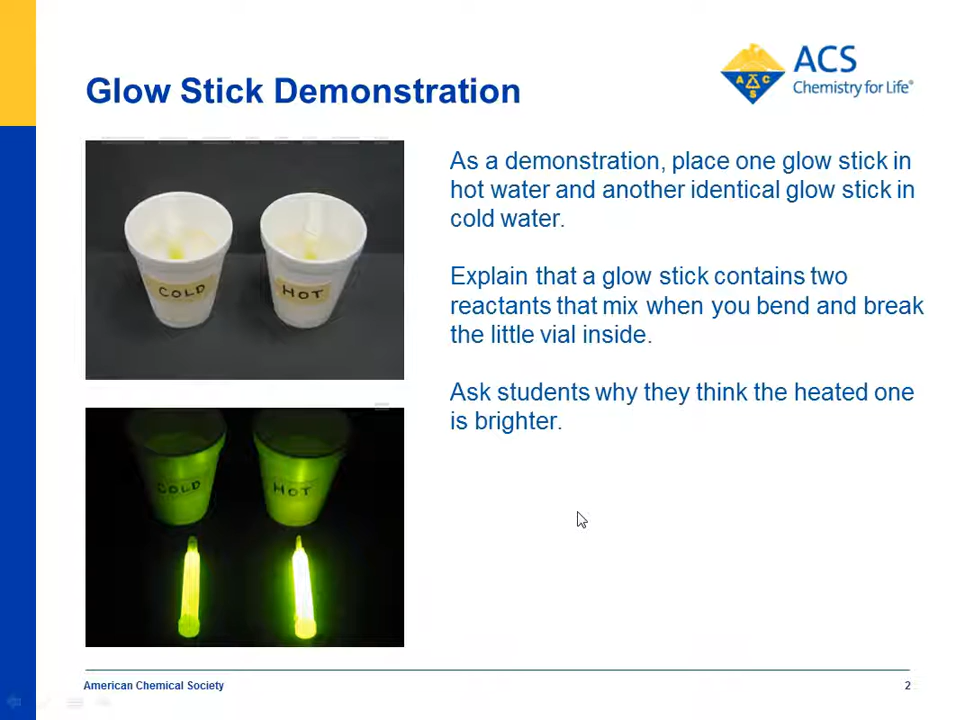 Glow Stick Demonstration
ACS
Chemistry for Life®
A C S
As a demonstration, place one glow stick in
hot water and another identical glow stick in
cold water.
Explain that a glow stick contains two
reactants that mix when you bend and break
the little vial inside.
Ask students why they think the heated one
is brighter.
COLD
HOT
COLD
HOT
American Chemical Society
2